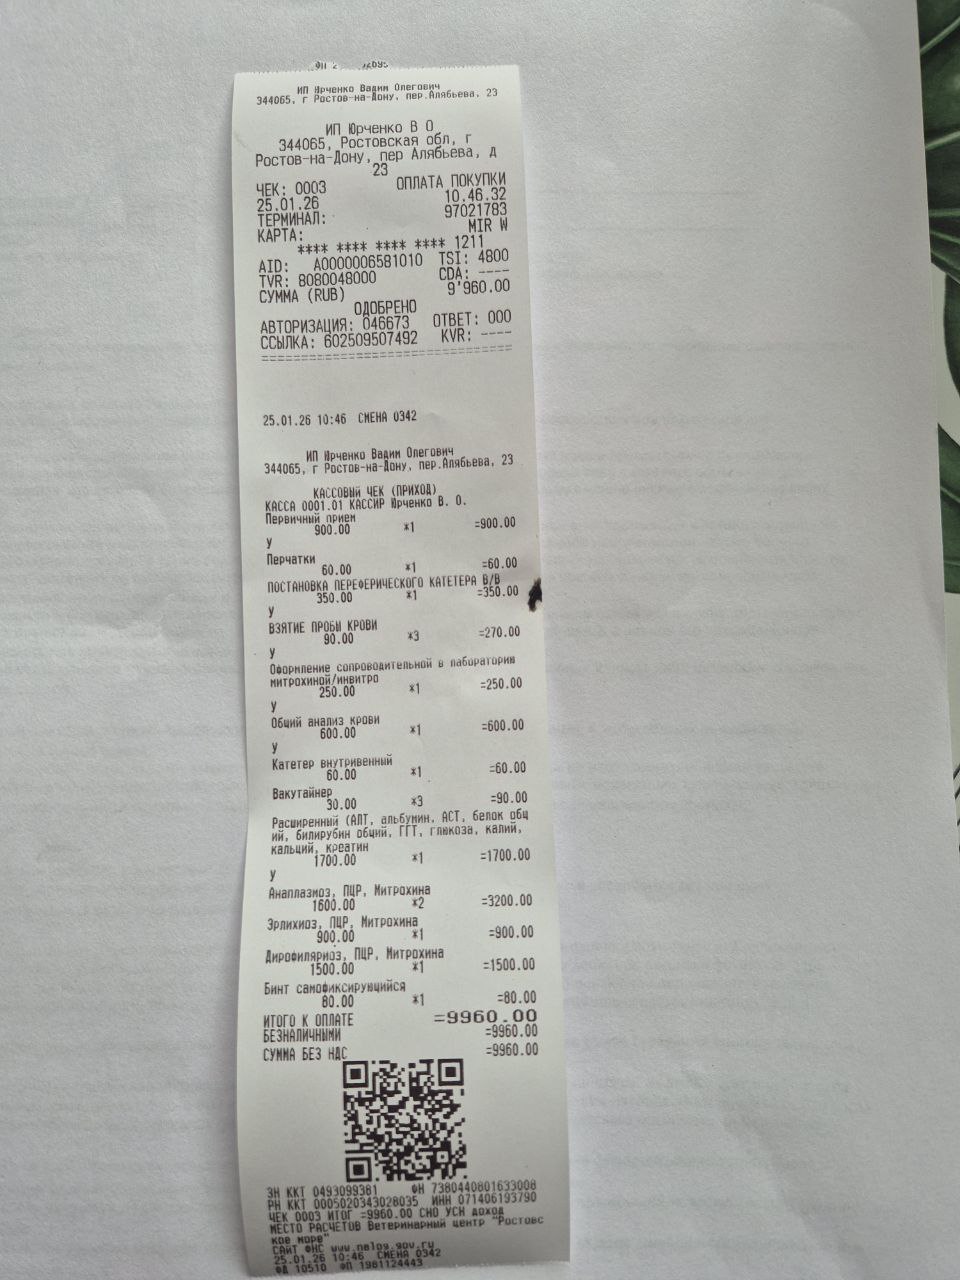 ИП Юрченко Вадим Олегович
344065, г Ростов-на-Дону, пер.Алябьева, 23
ИП Юрченко В О
344065, Ростовская обл, г
Ростов-на-Дону, пер Алябьева, д
23
ЧЕК: 0003 ОПЛАТА ПОКУПКИ
25.01.26 10.46.32
ТЕРМИНАЛ: 97021783
КАРТА: MIR W
**** **** **** **** 1211
AID: A0000006581010 TSI: 4800
TVR: 8080048000 CDA: ----
СУММА (RUB) 9'960.00
ОДОБРЕНО
АВТОРИЗАЦИЯ: 046673 ОТВЕТ: 000
ССЫЛКА: 602509507492 KVR: ----
================================
25.01.26 10:46 СМЕНА 0342
ИП Юрченко Вадим Олегович
344065, г Ростов-на-Дону, пер.Алябьева, 23
КАССОВЫЙ ЧЕК (ПРИХОД)
КАССА 0001.01 КАССИР Юрченко В. О.
Первичный прием
900.00 *1 =900.00
У
Перчатки
60.00 *1 =60.00
ПОСТАНОВКА ПЕРЕФЕРИЧЕСКОГО КАТЕТЕРА В/В
350.00 *1 =350.00
У
ВЗЯТИЕ ПРОБЫ КРОВИ
90.00 *3 =270.00
У
Оформление сопроводительной в лабораторию
митрохиной/инвитро
250.00 *1 =250.00
У
Общий анализ крови
600.00 *1 =600.00
У
Катетер внутривенный
60.00 *1 =60.00
Вакутайнер
30.00 *3 =90.00
Расширенный (АЛТ, альбумин, АСТ, белок общ
ий, билирубин общий, ГГТ, глюкоза, калий,
кальций, креатин
1700.00 *1 =1700.00
У
Анаплазмоз, ПЦР, Митрохина
1600.00 *2 =3200.00
Эрлихиоз, ПЦР, Митрохина
900.00 *1 =900.00
Дирофиляриоз, ПЦР, Митрохина
1500.00 *1 =1500.00
Бинт самофиксирующийся
80.00 *1 =80.00
ИТОГО К ОПЛАТЕ =9960.00
БЕЗНАЛИЧНЫМИ =9960.00
СУММА БЕЗ НДС =9960.00
ЗН ККТ 0493099381 ФН 7380440801633008
РН ККТ 0005020343028035 ИНН 071406193790
ЧЕК 0003 ИТОГ =9960.00 СНО УСН доход
МЕСТО РАСЧЕТОВ Ветеринарный центр "Ростовс
кое море"
САЙТ ФНС www.nalog.gov.ru
25.01.26 10:46 СМЕНА 0342
ФД 10510 ФП 1981124443